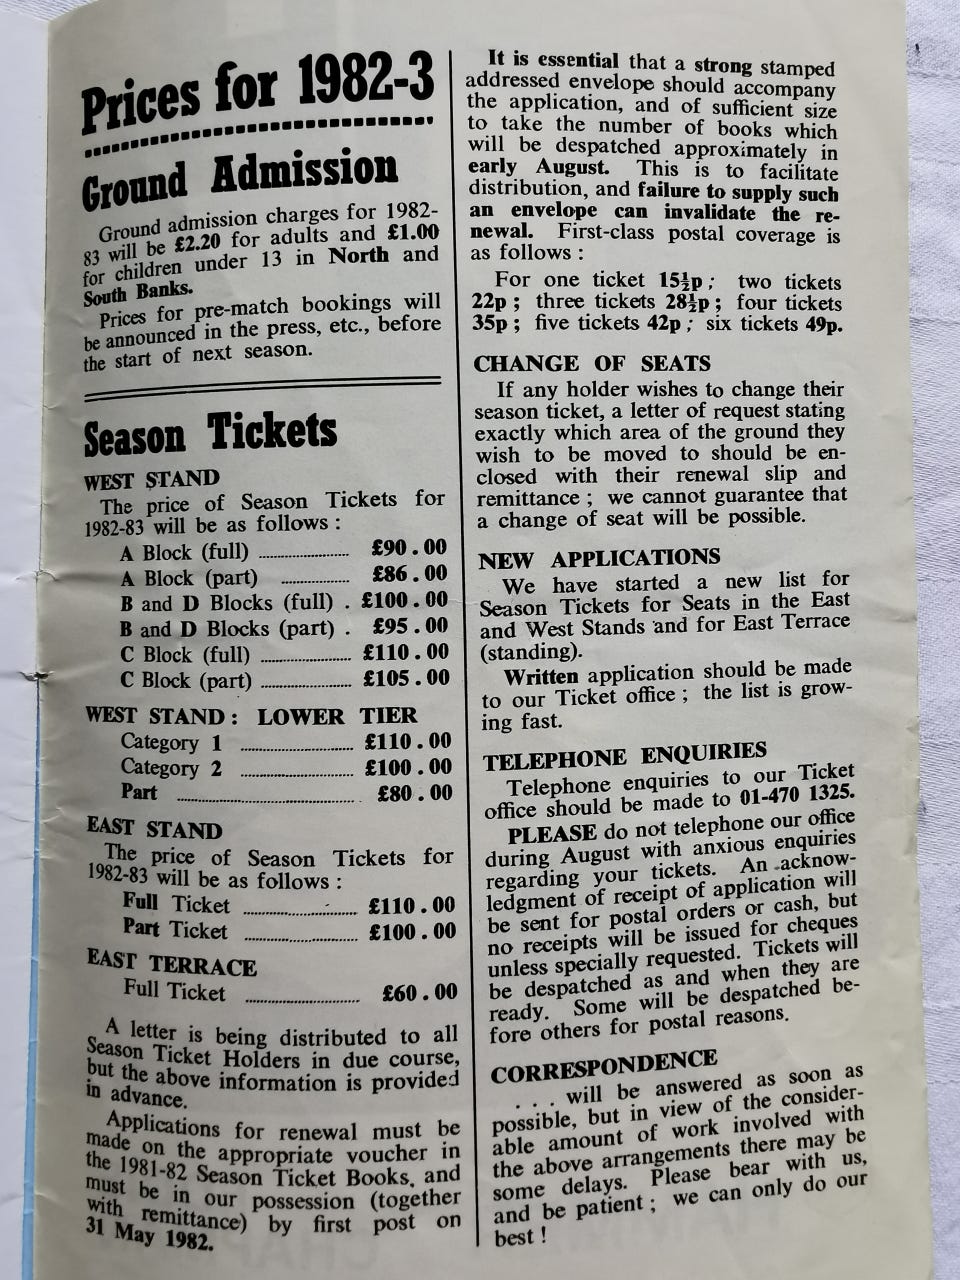 Prices for 1982-3
Ground Admission
Ground admission charges for 1982-
83 will be £2.20 for adults and £1.00
for children under 13 in North and
South Banks.
Prices for pre-match bookings will
be announced in the press, etc., before
the start of next season.
Season Tickets
WEST STAND
The price of Season Tickets for
1982-83 will be as follows :
A Block (full) ........................ £90.00
A Block (part) .................. £86.00
B and D Blocks (full) . £100.00
B and D Blocks (part) . £95.00
C Block (full) ........................ £110.00
C Block (part) ........................ £105.00
WEST STAND : LOWER TIER
Category 1 .............................. £110.00
Category 2 .............................. £100.00
Part ................................................ £80.00
EAST STAND
The price of Season Tickets for
1982-83 will be as follows :
Full Ticket .............................. £110.00
Part Ticket .............................. £100.00
EAST TERRACE
Full Ticket .............................. £60.00
A letter is being distributed to all
Season Ticket Holders in due course,
but the above information is provided
in advance.
Applications for renewal must be
made on the appropriate voucher in
the 1981-82 Season Ticket Books, and
must be in our possession (together
with remittance) by first post on
31 May 1982.
It is essential that a strong stamped
addressed envelope should accompany
the application, and of sufficient size
to take the number of books which
will be despatched approximately in
early August. This is to facilitate
distribution, and failure to supply such
an envelope can invalidate the re-
newal. First-class postal coverage is
as follows :
For one ticket 15½p ; two tickets
22p ; three tickets 28½p ; four tickets
35p ; five tickets 42p ; six tickets 49p.
CHANGE OF SEATS
If any holder wishes to change their
season ticket, a letter of request stating
exactly which area of the ground they
wish to be moved to should be en-
closed with their renewal slip and
remittance ; we cannot guarantee that
a change of seat will be possible.
NEW APPLICATIONS
We have started a new list for
Season Tickets for Seats in the East
and West Stands and for East Terrace
(standing).
Written application should be made
to our Ticket office ; the list is grow-
ing fast.
TELEPHONE ENQUIRIES
Telephone enquiries to our Ticket
office should be made to 01-470 1325.
PLEASE do not telephone our office
during August with anxious enquiries
regarding your tickets. An acknow-
ledgment of receipt of application will
be sent for postal orders or cash, but
no receipts will be issued for cheques
unless specially requested. Tickets will
be despatched as and when they are
ready. Some will be despatched be-
fore others for postal reasons.
CORRESPONDENCE
. . . will be answered as soon as
possible, but in view of the consider-
able amount of work involved with
the above arrangements there may be
some delays. Please bear with us,
and be patient ; we can only do our
best !